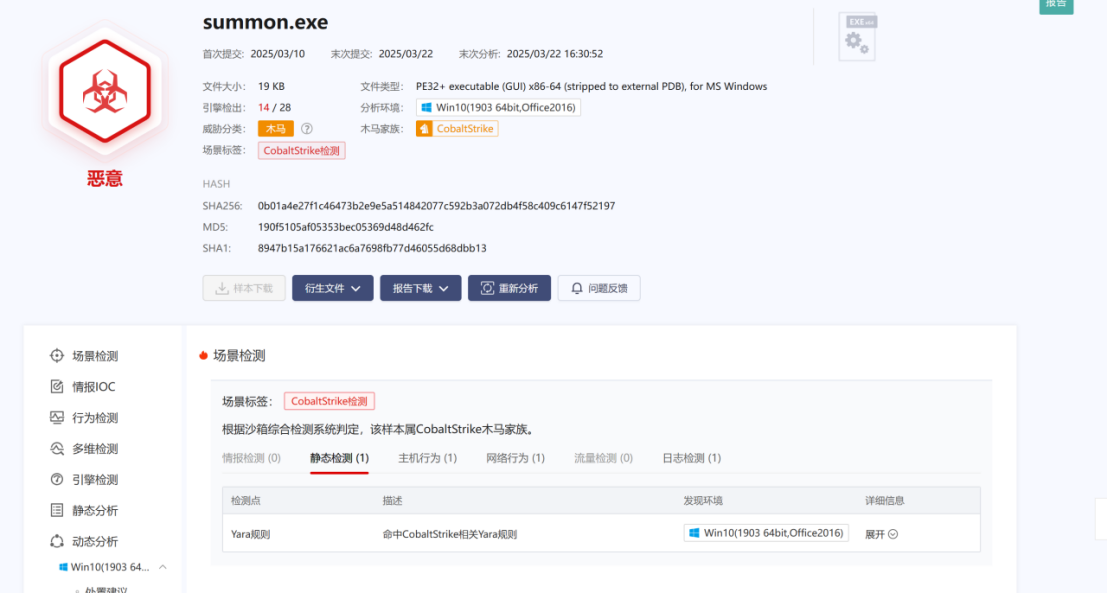 报告
summon.exe
EXE x64
首次提交: 2025/03/10 末次提交: 2025/03/22 末次分析: 2025/03/22 16:30:52
文件大小: 19 KB 文件类型: PE32+ executable (GUI) x86-64 (stripped to external PDB), for MS Windows
引擎检出: 14 / 28 分析环境: Win10(1903 64bit,Office2016)
威胁分类: 木马 ? 木马家族: CobaltStrike
场景标签: CobaltStrike检测
恶意
HASH
SHA256: 0b01a4e27f1c46473b2e9e5a514842077c592b3a072db4f58c409c6147f52197
MD5: 190f5105af05353bec05369d48d462fc
SHA1: 8947b15a176621ac6a7698fb77d46055d68dbb13
样本下载 衍生文件 报告下载 重新分析 问题反馈
场景检测
情报IOC
行为检测
多维检测
引擎检测
静态分析
动态分析
Win10(1903 64...
处置建议
场景检测
场景标签: CobaltStrike检测
根据沙箱综合检测系统判定，该样本属CobaltStrike木马家族。
情报检测 (0) 静态检测 (1) 主机行为 (1) 网络行为 (1) 流量检测 (0) 日志检测 (1)
检测点 描述 发现环境 详细信息
Yara规则 命中CobaltStrike相关Yara规则 Win10(1903 64bit,Office2016) 展开